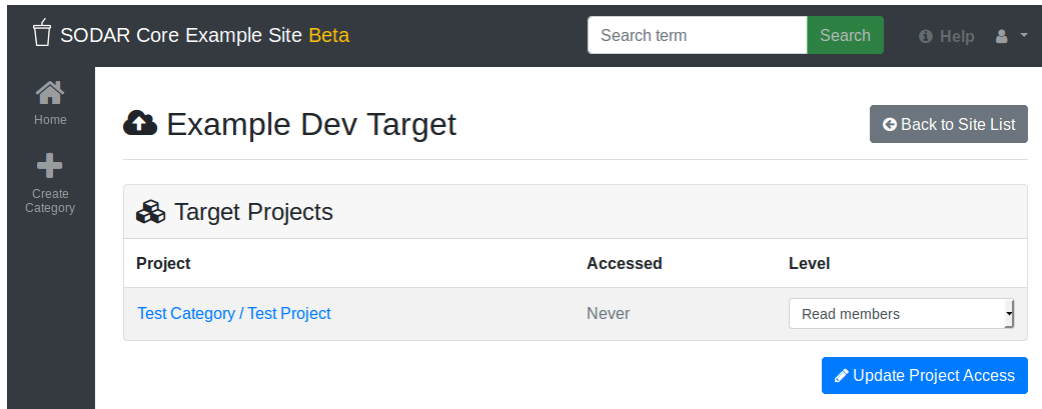 SODAR Core Example Site Beta
Search term
Search
Help
Home
Create
Category
Example Dev Target
Back to Site List
Target Projects
Project Accessed Level
Test Category / Test Project Never Read members
Update Project Access